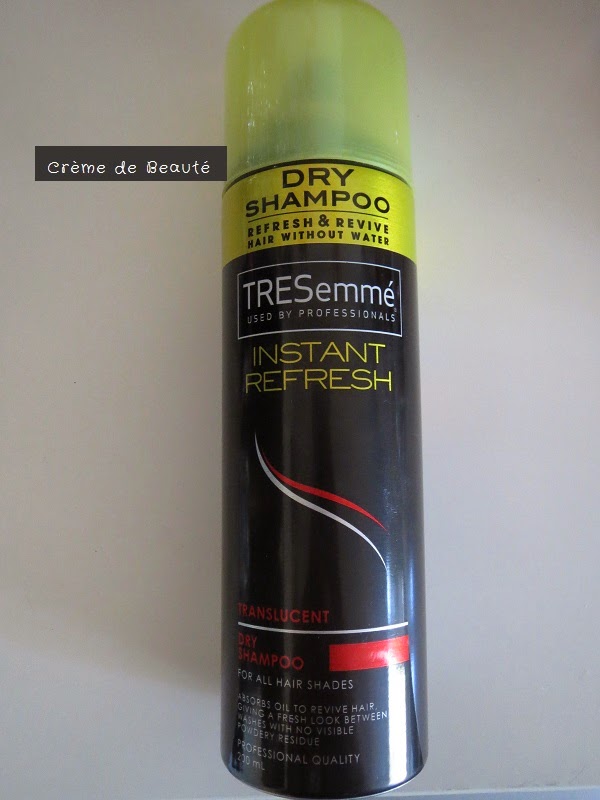 Crème de Beauté
DRY
SHAMPOO
REFRESH & REVIVE
HAIR WITHOUT WATER
TRESemmé
USED BY PROFESSIONALS
INSTANT
REFRESH
TRANSLUCENT
DRY
SHAMPOO
FOR ALL HAIR SHADES
ABSORBS OIL TO REVIVE HAIR,
GIVING A FRESH LOOK BETWEEN
WASHES WITH NO VISIBLE
POWDERY RESIDUE
PROFESSIONAL QUALITY
250 mL